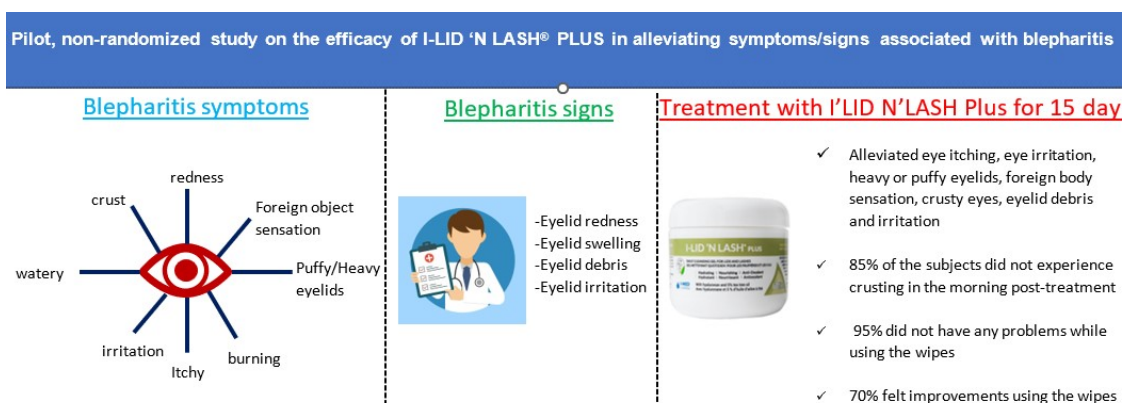 Pilot, non-randomized study on the efficacy of I-LID ‘N LASH® PLUS in alleviating symptoms/signs associated with blepharitis
Blepharitis symptoms
redness
crust
Foreign object
sensation
watery
Puffy/Heavy
eyelids
irritation
burning
Itchy
Blepharitis signs
-Eyelid redness
-Eyelid swelling
-Eyelid debris
-Eyelid irritation
Treatment with I’LID N’LASH Plus for 15 day
I-LID 'N LASH® PLUS
✓ Alleviated eye itching, eye irritation,
heavy or puffy eyelids, foreign body
sensation, crusty eyes, eyelid debris
and irritation
✓ 85% of the subjects did not experience
crusting in the morning post-treatment
✓ 95% did not have any problems while
using the wipes
✓ 70% felt improvements using the wipes